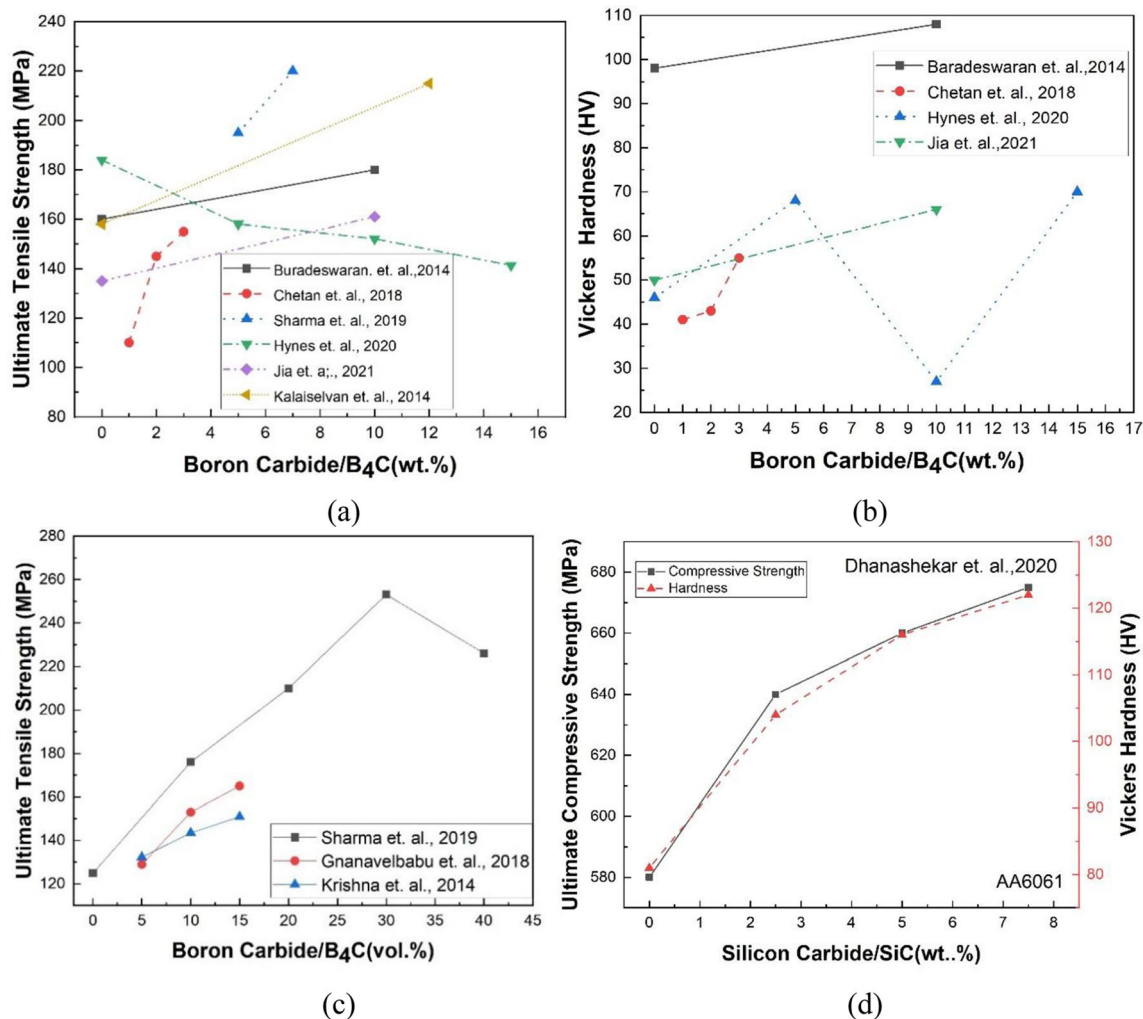 240
220
200
180
160
140
120
100
80
Ultimate Tensile Strength (MPa)
Buradeswaran. et. al.,2014
Chetan et. al., 2018
Sharma et. al., 2019
Hynes et. al., 2020
Jia et. a;., 2021
Kalaiselvan et. al., 2014
0 2 4 6 8 10 12 14 16
Boron Carbide/B₄C(wt.%)
(a)
110
100
90
80
70
60
50
40
30
20
Vickers Hardness (HV)
Baradeswaran et. al.,2014
Chetan et. al., 2018
Hynes et. al., 2020
Jia et. al.,2021
0 1 2 3 4 5 6 7 8 9 10 11 12 13 14 15 16 17
Boron Carbide/B₄C(wt.%)
(b)
280
260
240
220
200
180
160
140
120
Ultimate Tensile Strength (MPa)
Sharma et. al., 2019
Gnanavelbabu et. al., 2018
Krishna et. al., 2014
0 5 10 15 20 25 30 35 40 45
Boron Carbide/B₄C(vol.%)
(c)
680
660
640
620
600
580
Ultimate Compressive Strength (MPa)
Compressive Strength
Hardness
Dhanashekar et. al.,2020
AA6061
130
120
110
100
90
80
Vickers Hardness (HV)
0 1 2 3 4 5 6 7 8
Silicon Carbide/SiC(wt..%)
(d)